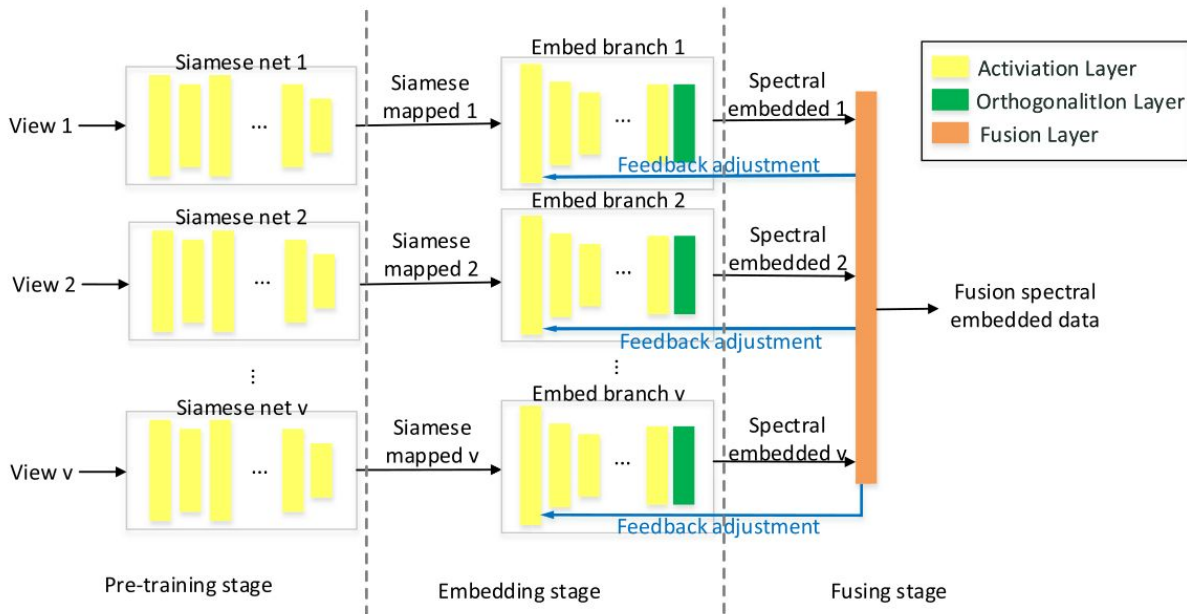 Siamese net 1
View 1
...
Siamese
mapped 1
Embed branch 1
...
Spectral
embedded 1
Feedback adjustment
Activiation Layer
OrthogonalitIon Layer
Fusion Layer
Siamese net 2
View 2
...
Siamese
mapped 2
Embed branch 2
...
Spectral
embedded 2
Feedback adjustment
Fusion spectral
embedded data
...
...
Siamese net v
View v
...
Siamese
mapped v
Embed branch v
...
Spectral
embedded v
Feedback adjustment
Pre-training stage
Embedding stage
Fusing stage